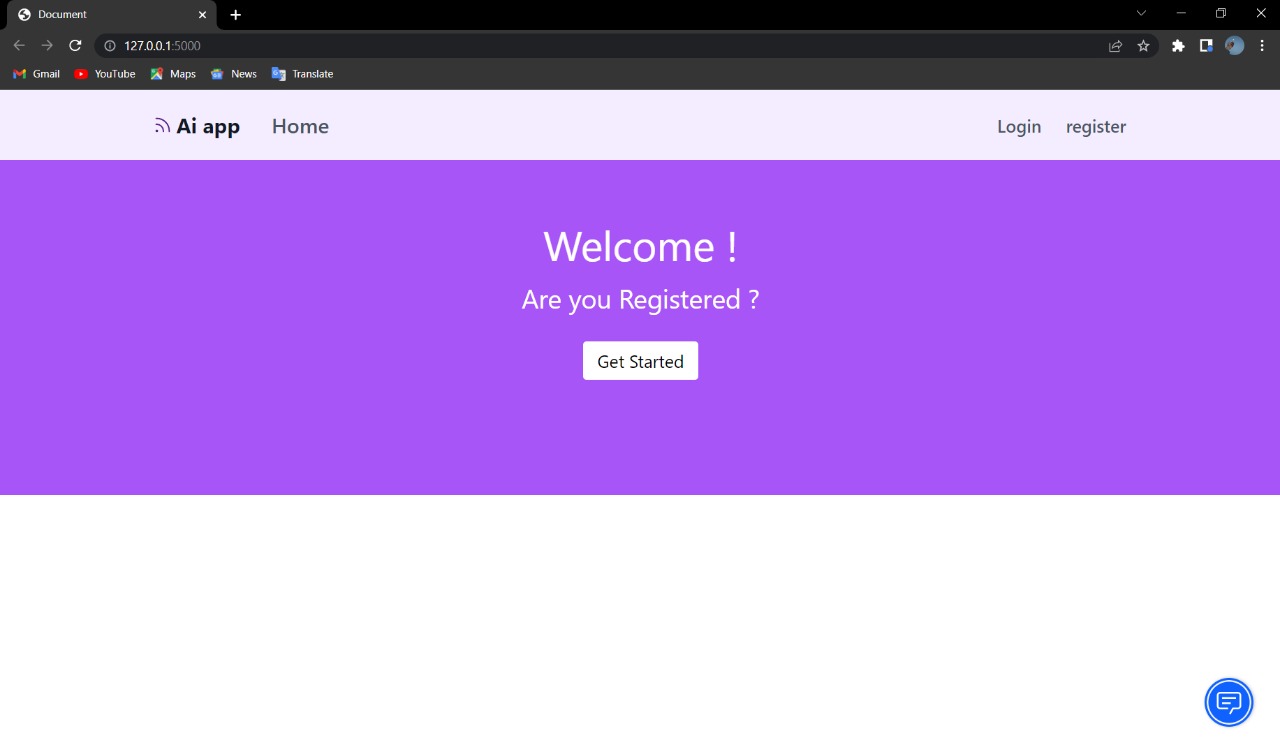 Document
127.0.0.1:5000
Gmail YouTube Maps News Translate
Ai app Home Login register
Welcome !
Are you Registered ?
Get Started